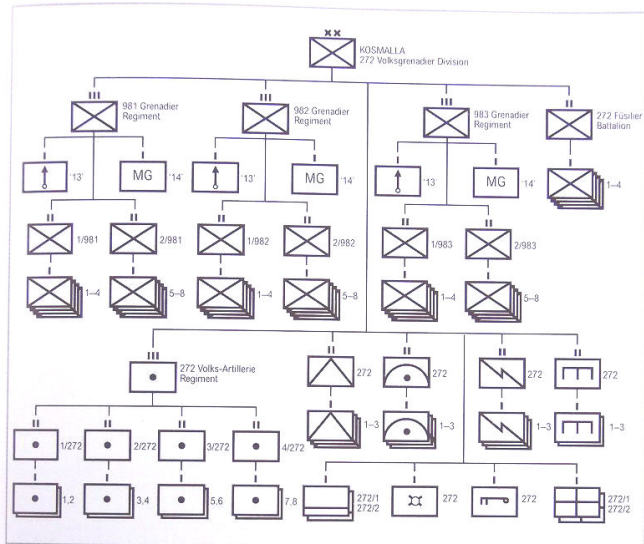 KOSMALLA
272 Volksgrenadier Division
981 Grenadier
Regiment
982 Grenadier
Regiment
983 Grenadier
Regiment
272 Füsilier
Battalion
'13'
MG
'14'
'13'
MG
'14'
'13'
MG
'14'
1–4
1/981
2/981
1/982
2/982
1/983
2/983
1–4
5–8
1–4
5–8
1–4
5–8
272 Volks-Artillerie
Regiment
272
272
272
272
1–3
1–3
1–3
1–3
1/272
2/272
3/272
4/272
1,2
3,4
5,6
7,8
272/1
272/2
272
272
272/1
272/2